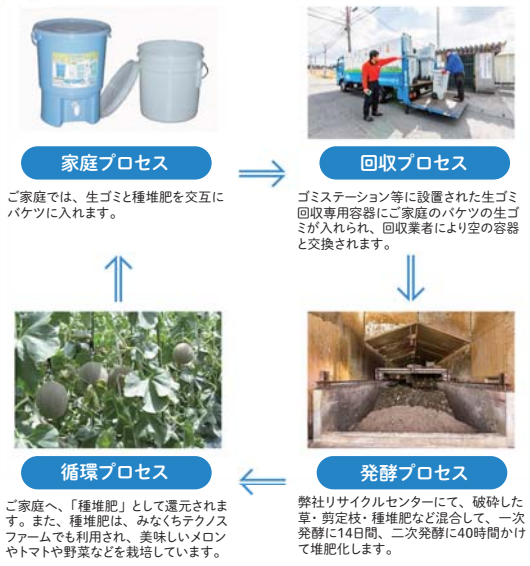 家庭プロセス
ご家庭では、生ゴミと種堆肥を交互に
バケツに入れます。
回収プロセス
ゴミステーション等に設置された生ゴミ
回収専用容器にご家庭のバケツの生ゴ
ミが入れられ、回収業者により空の容器
と交換されます。
発酵プロセス
弊社リサイクルセンターにて、破砕した
草・剪定枝・種堆肥など混合して、一次
発酵に14日間、二次発酵に40時間かけ
て堆肥化します。
循環プロセス
ご家庭へ、「種堆肥」として還元されま
す。また、種堆肥は、みなくちテクノス
ファームでも利用され、美味しいメロン
やトマトや野菜などを栽培しています。